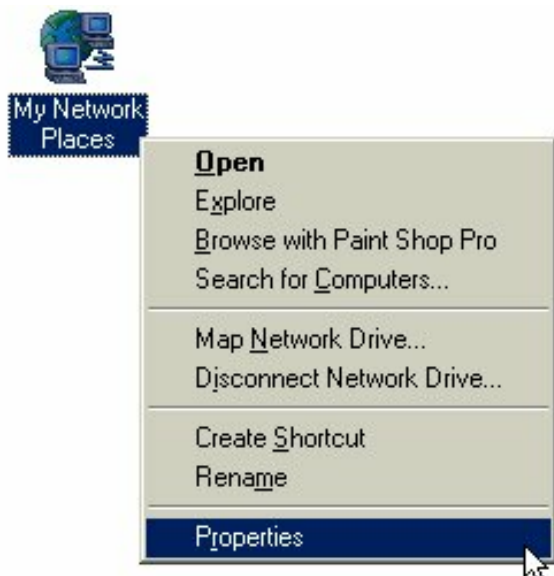 My Network
Places
Open
Explore
Browse with Paint Shop Pro
Search for Computers...
Map Network Drive...
Disconnect Network Drive...
Create Shortcut
Rename
Properties